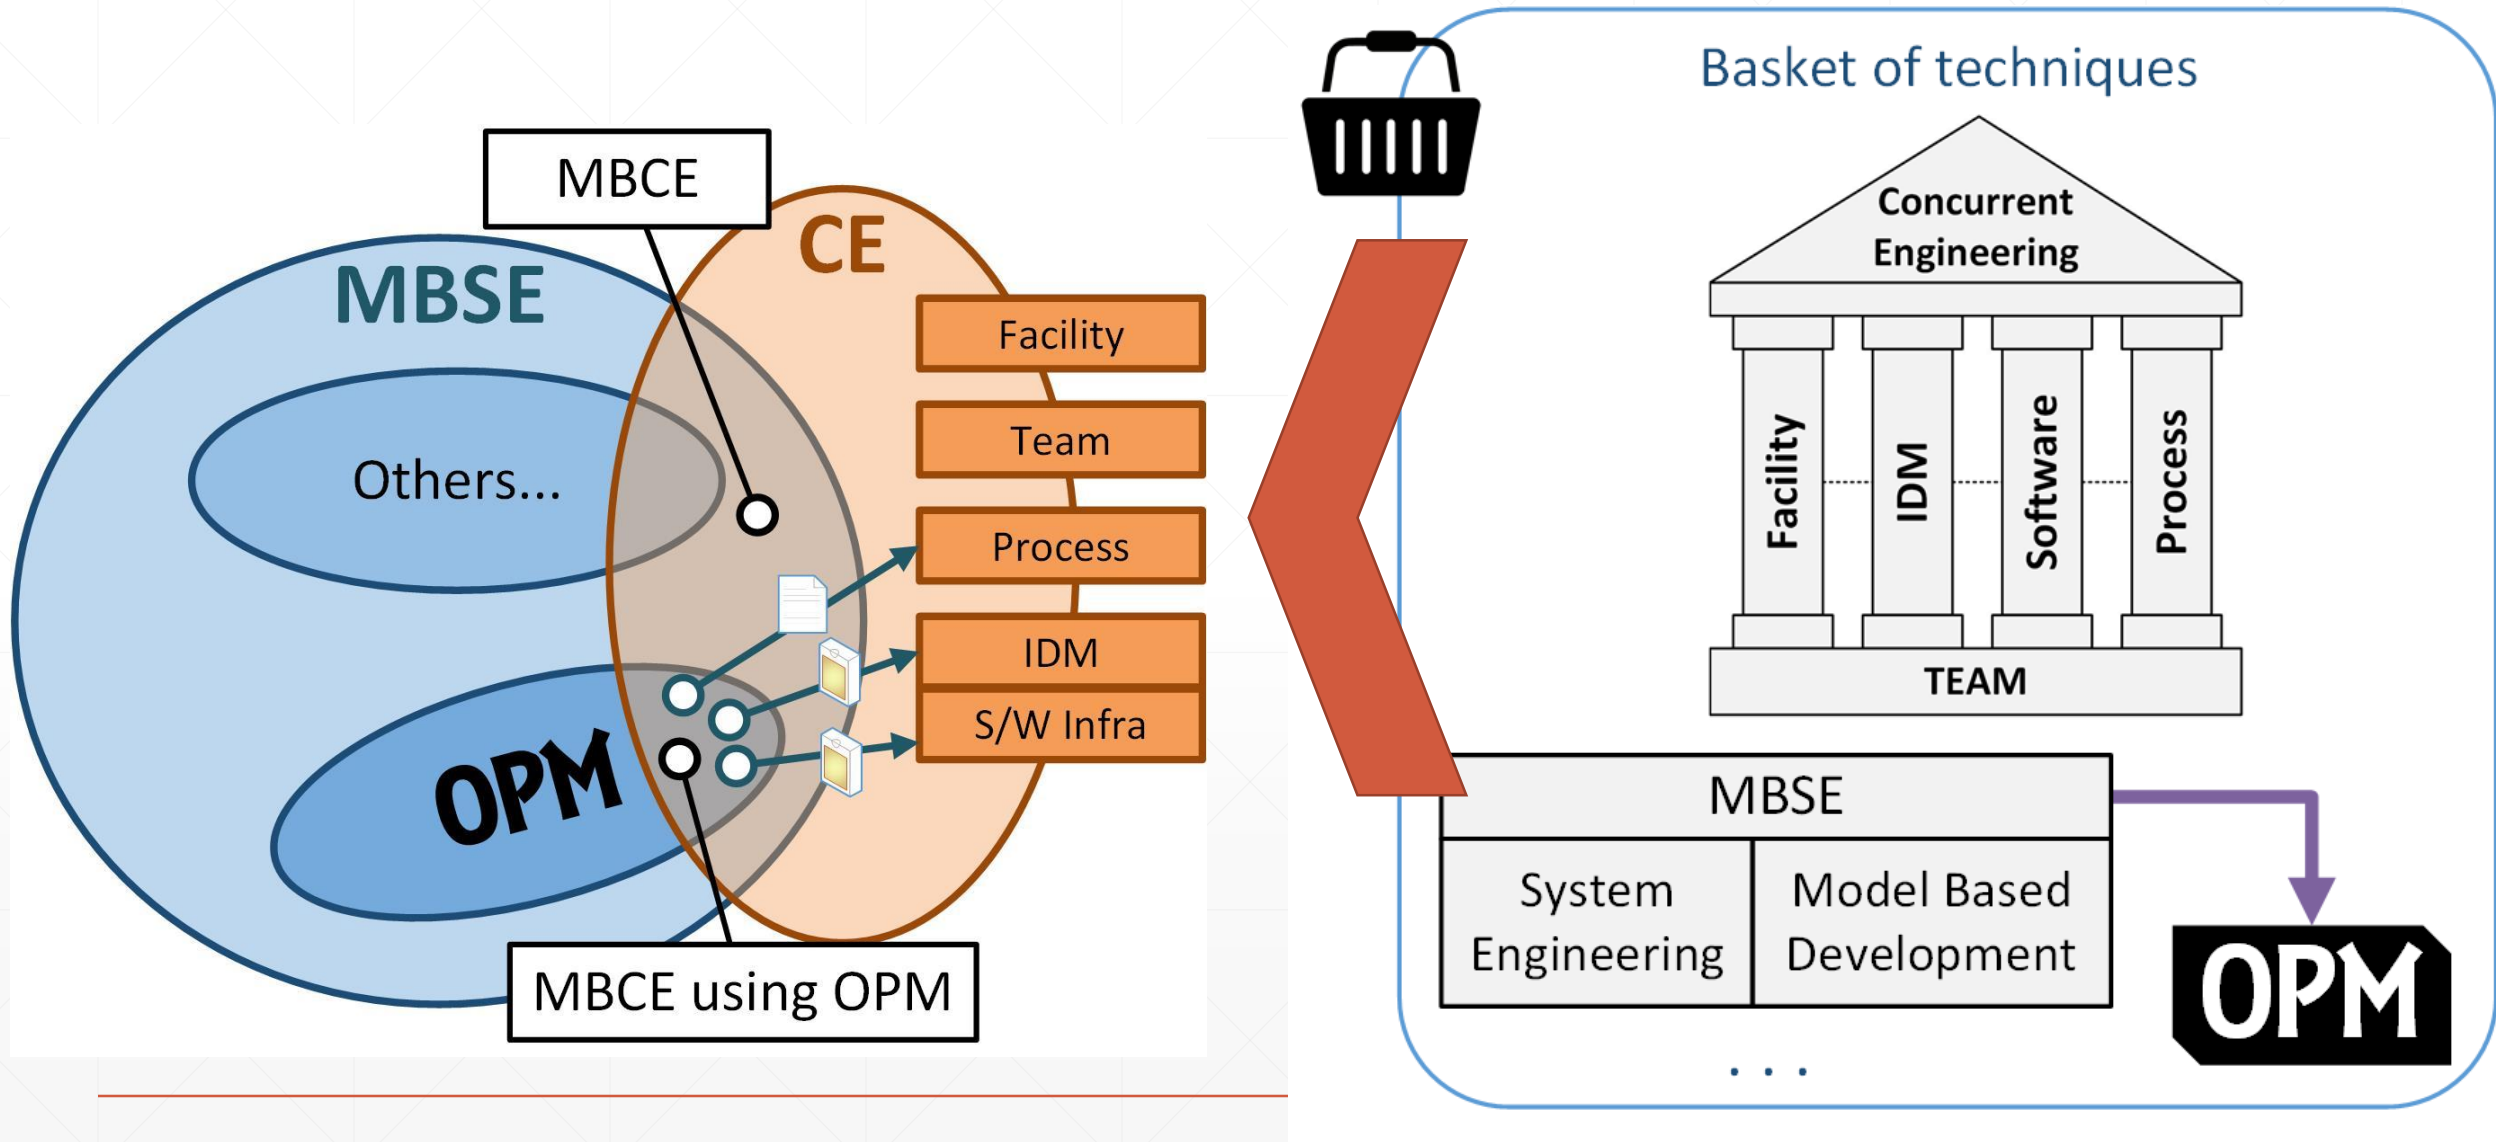 MBCE
CE
MBSE
Facility
Team
Others...
Process
IDM
S/W Infra
OPM
MBCE using OPM
Basket of techniques
Concurrent
Engineering
Facility
IDM
Software
Process
TEAM
MBSE
System
Engineering
Model Based
Development
OPM
. . .